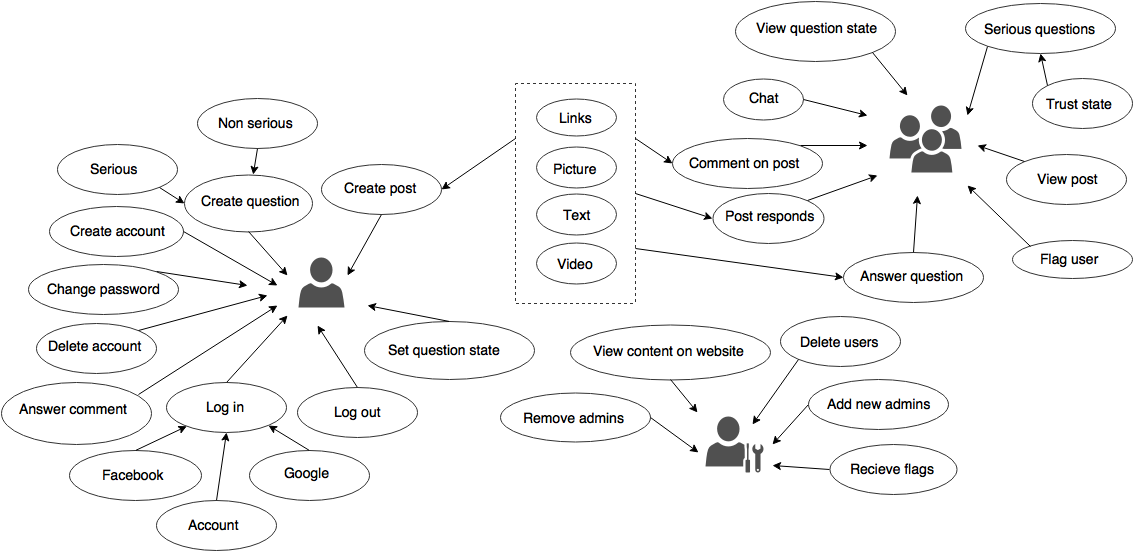 View question state
Serious questions
Chat
Trust state
Links
Non serious
Comment on post
Serious
Picture
Create post
View post
Create question
Text
Post responds
Create account
Flag user
Video
Answer question
Change password
Delete account
Set question state
View content on website
Delete users
Answer comment
Log in
Log out
Remove admins
Add new admins
Facebook
Google
Recieve flags
Account